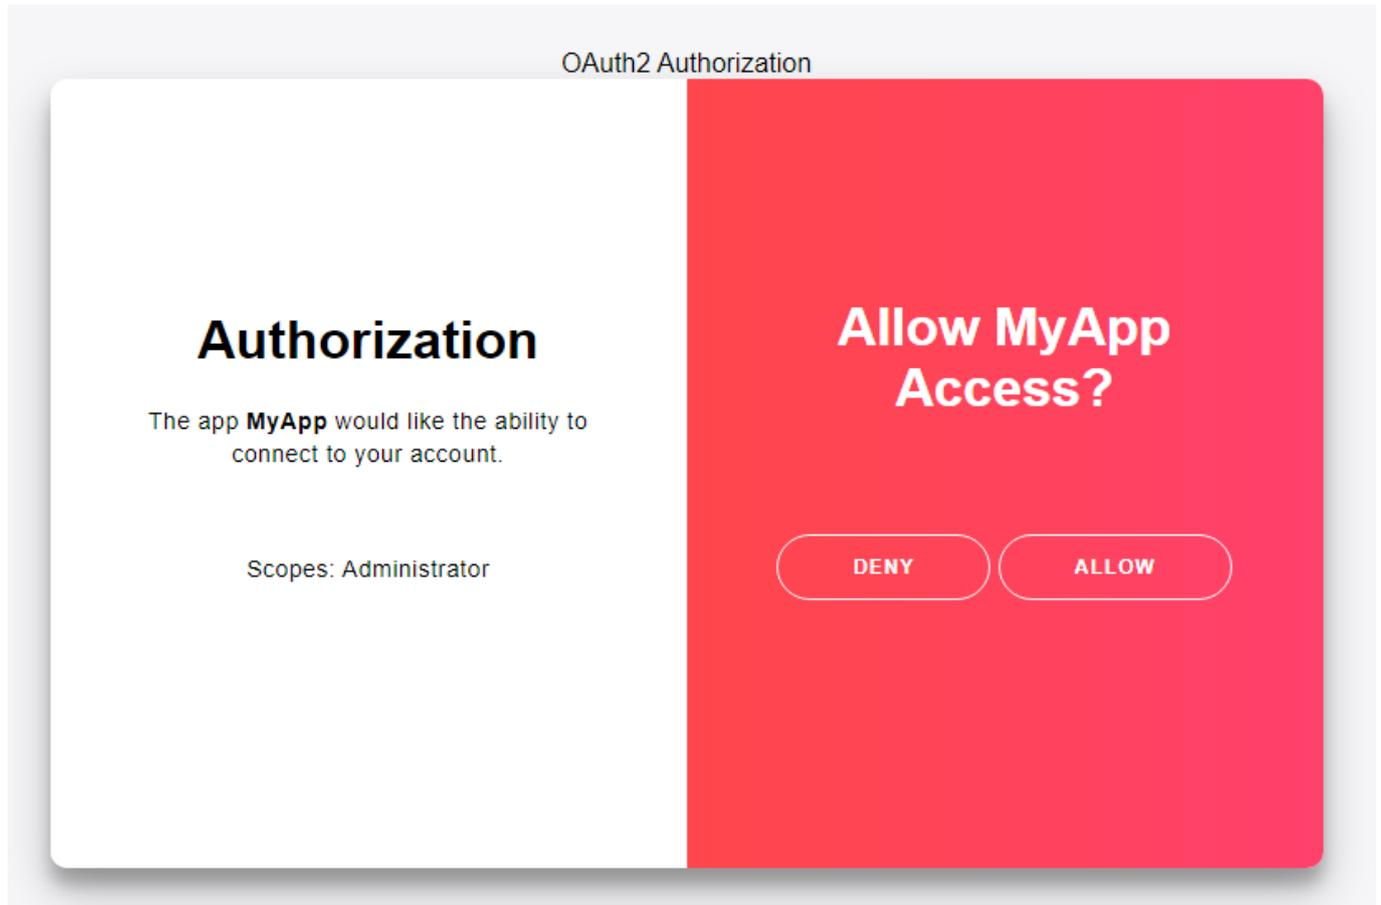 OAuth2 Authorization
Authorization
The app MyApp would like the ability to
connect to your account.
Scopes: Administrator
Allow MyApp
Access?
DENY
ALLOW